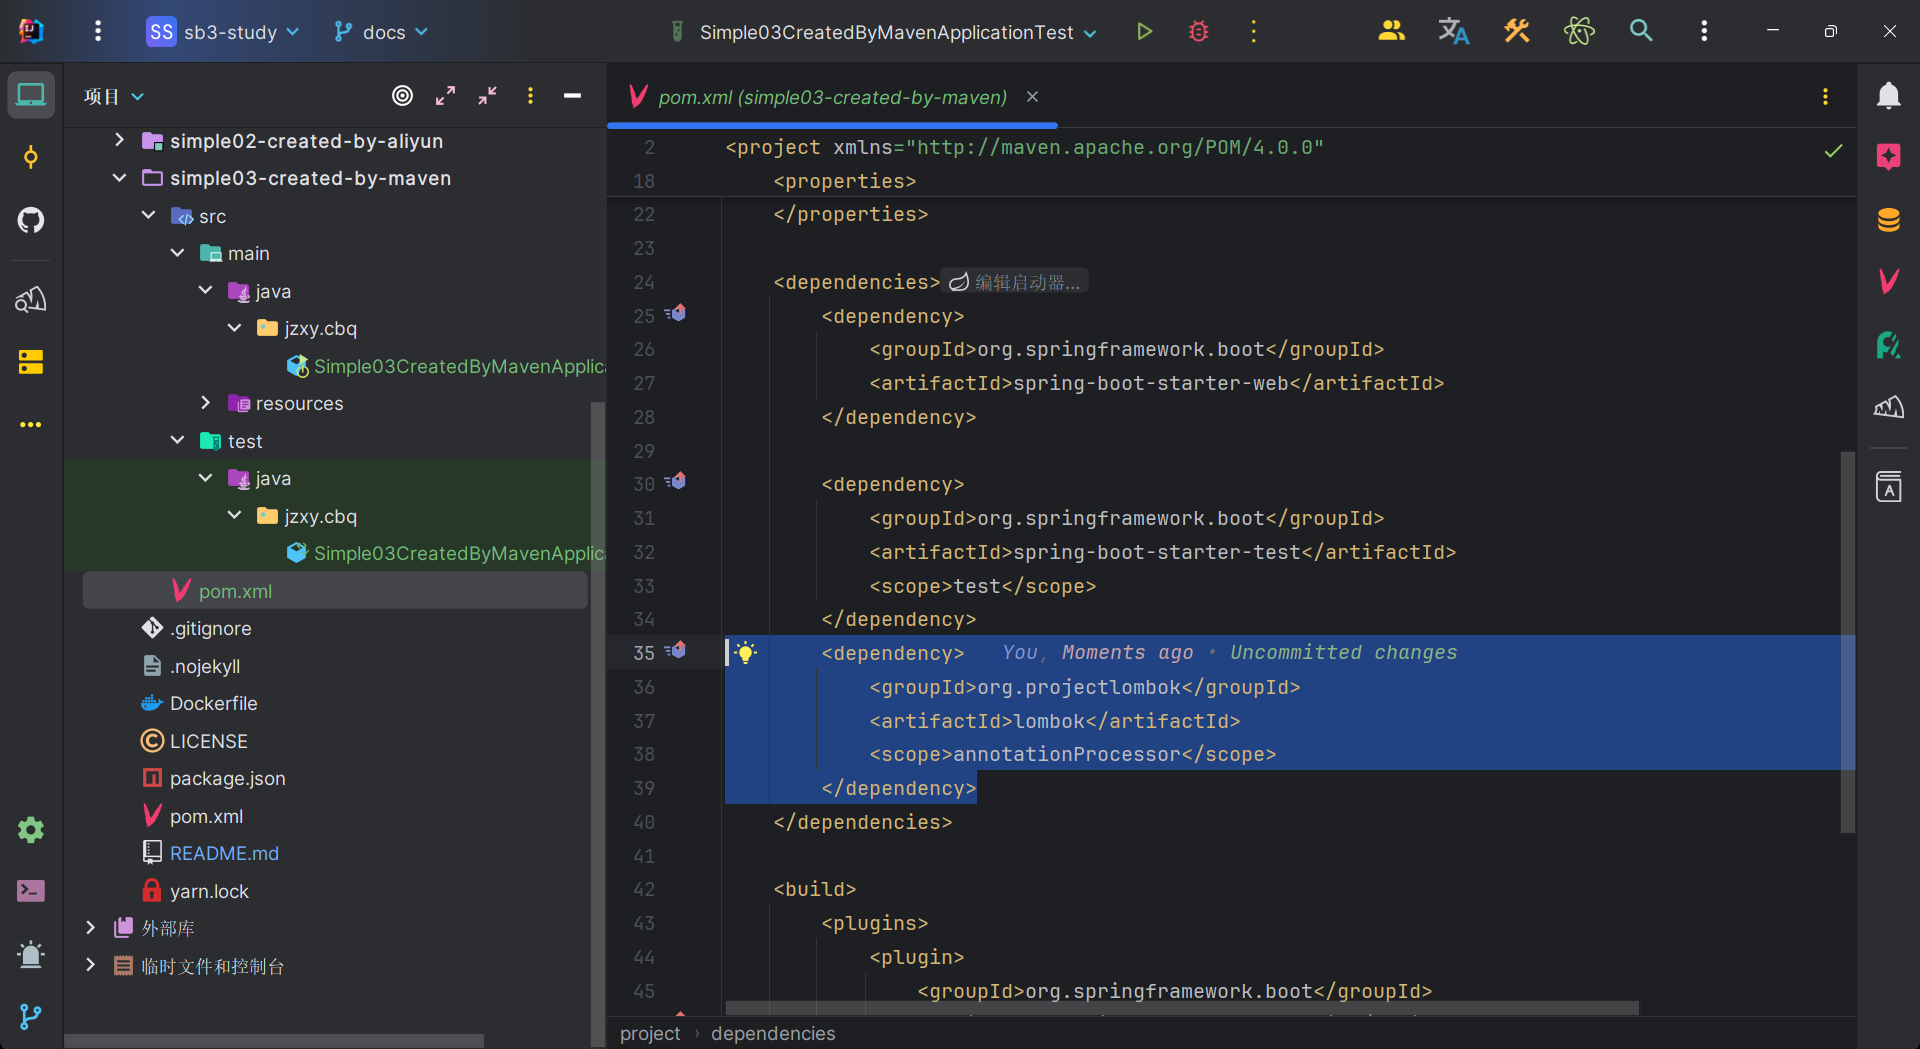 SS sb3-study docs Simple03CreatedByMavenApplicationTest
项目
simple02-created-by-aliyun
simple03-created-by-maven
src
main
java
jzxy.cbq
Simple03CreatedByMavenApplic
resources
test
java
jzxy.cbq
Simple03CreatedByMavenApplic
pom.xml
.gitignore
.nojekyll
Dockerfile
LICENSE
package.json
pom.xml
README.md
yarn.lock
外部库
临时文件和控制台
pom.xml (simple03-created-by-maven)
2 <project xmlns="http://maven.apache.org/POM/4.0.0"
18 <properties>
22 </properties>
23
24 <dependencies> 编辑启动器...
25 <dependency>
26 <groupId>org.springframework.boot</groupId>
27 <artifactId>spring-boot-starter-web</artifactId>
28 </dependency>
29
30 <dependency>
31 <groupId>org.springframework.boot</groupId>
32 <artifactId>spring-boot-starter-test</artifactId>
33 <scope>test</scope>
34 </dependency>
35 <dependency> You, Moments ago • Uncommitted changes
36 <groupId>org.projectlombok</groupId>
37 <artifactId>lombok</artifactId>
38 <scope>annotationProcessor</scope>
39 </dependency>
40 </dependencies>
41
42 <build>
43 <plugins>
44 <plugin>
45 <groupId>org.springframework.boot</groupId>
project › dependencies